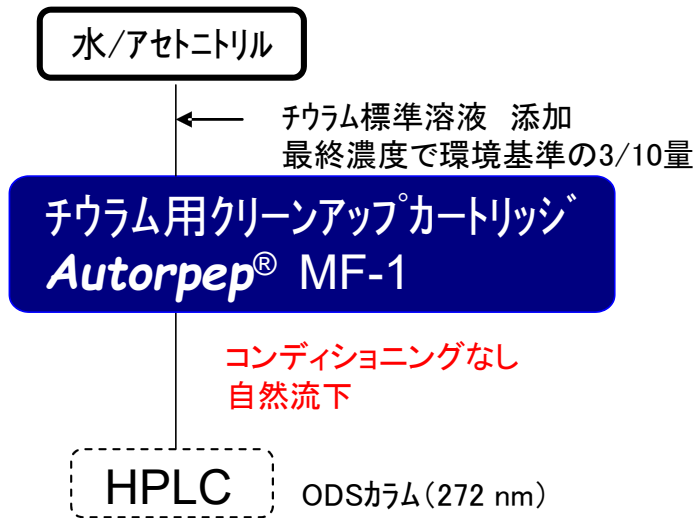 水/アセトニトリル
チウラム標準溶液 添加
最終濃度で環境基準の3/10量
チウラム用クリーンアップカートリッジ
Autorpep® MF-1
コンディショニングなし
自然流下
HPLC ODSカラム(272 nm)